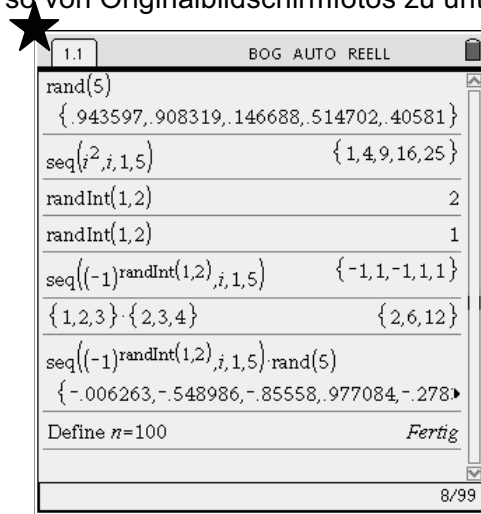 so von Originalbildschirmfotos zu unt
1.1 BOG AUTO REELL
rand(5)
{.943597,.908319,.146688,.514702,.40581}
seq(i²,i,1,5) {1,4,9,16,25}
randInt(1,2) 2
randInt(1,2) 1
seq((-1)^randInt(1,2),i,1,5) {-1,1,-1,1,1}
{1,2,3}·{2,3,4} {2,6,12}
seq((-1)^randInt(1,2),i,1,5)·rand(5)
{-.006263,-.548986,-.85558,.977084,-.278▸
Define n=100 Fertig
8/99